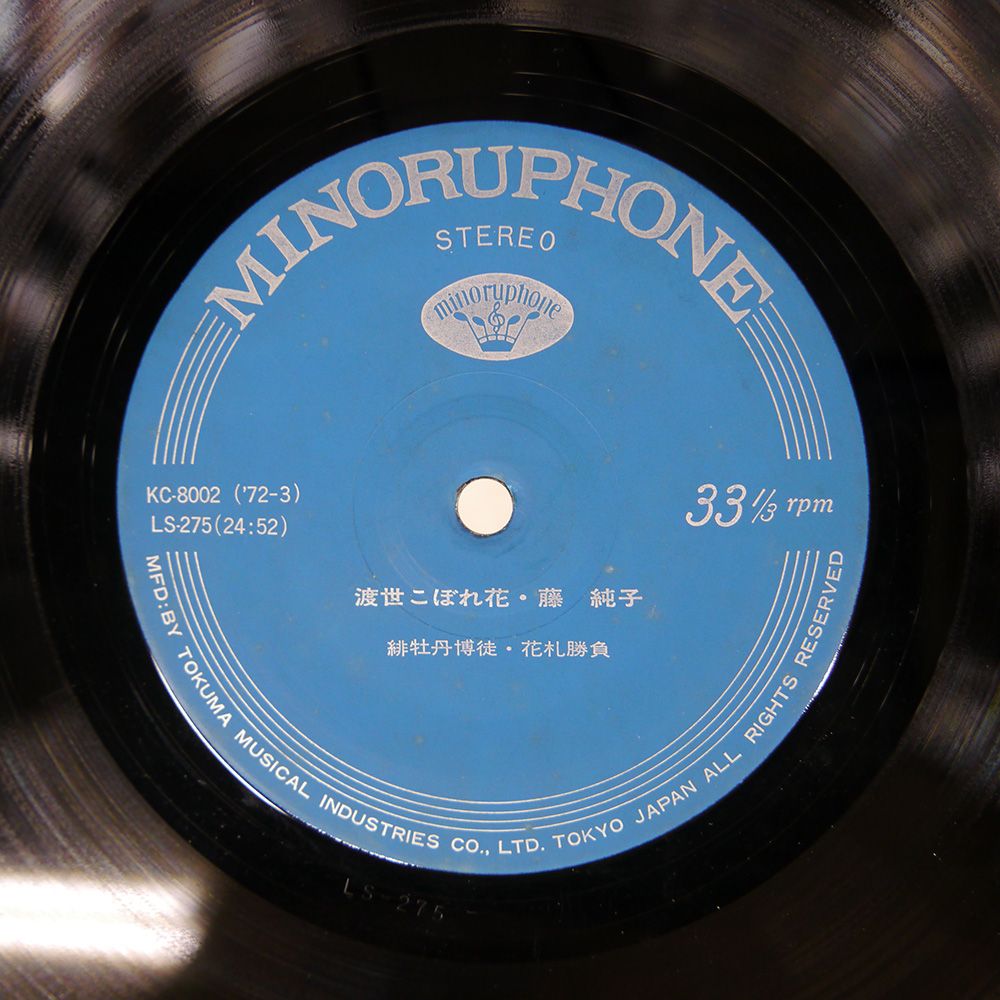 MINORUPHONE
STEREO
minoruphone
KC-8002 ('72-3)
LS-275(24:52)
33 1/3 rpm
渡世こぼれ花・藤　純子
緋牡丹博徒・花札勝負
MFD:BY TOKUMA MUSICAL INDUSTRIES CO., LTD. TOKYO JAPAN ALL RIGHTS RESERVED
LS-275